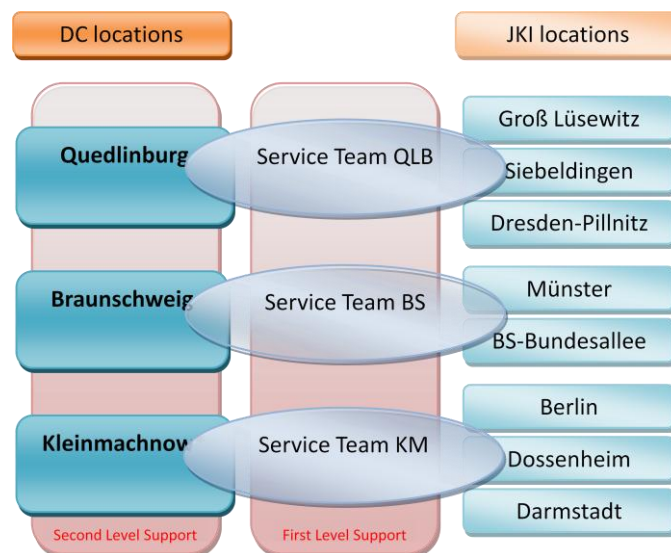 DC locations
JKI locations
Quedlinburg
Service Team QLB
Groß Lüsewitz
Siebeldingen
Dresden-Pillnitz
Braunschweig
Service Team BS
Münster
BS-Bundesallee
Kleinmachnow
Service Team KM
Berlin
Dossenheim
Darmstadt
Second Level Support
First Level Support